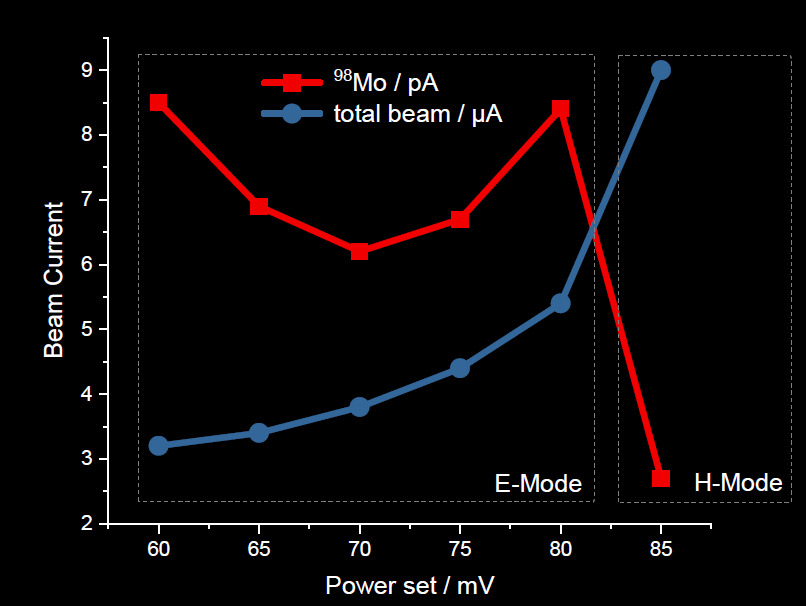 ⁹⁸Mo / pA
total beam / µA
9
8
7
6
5
4
3
2
Beam Current
E-Mode
H-Mode
60 65 70 75 80 85
Power set / mV